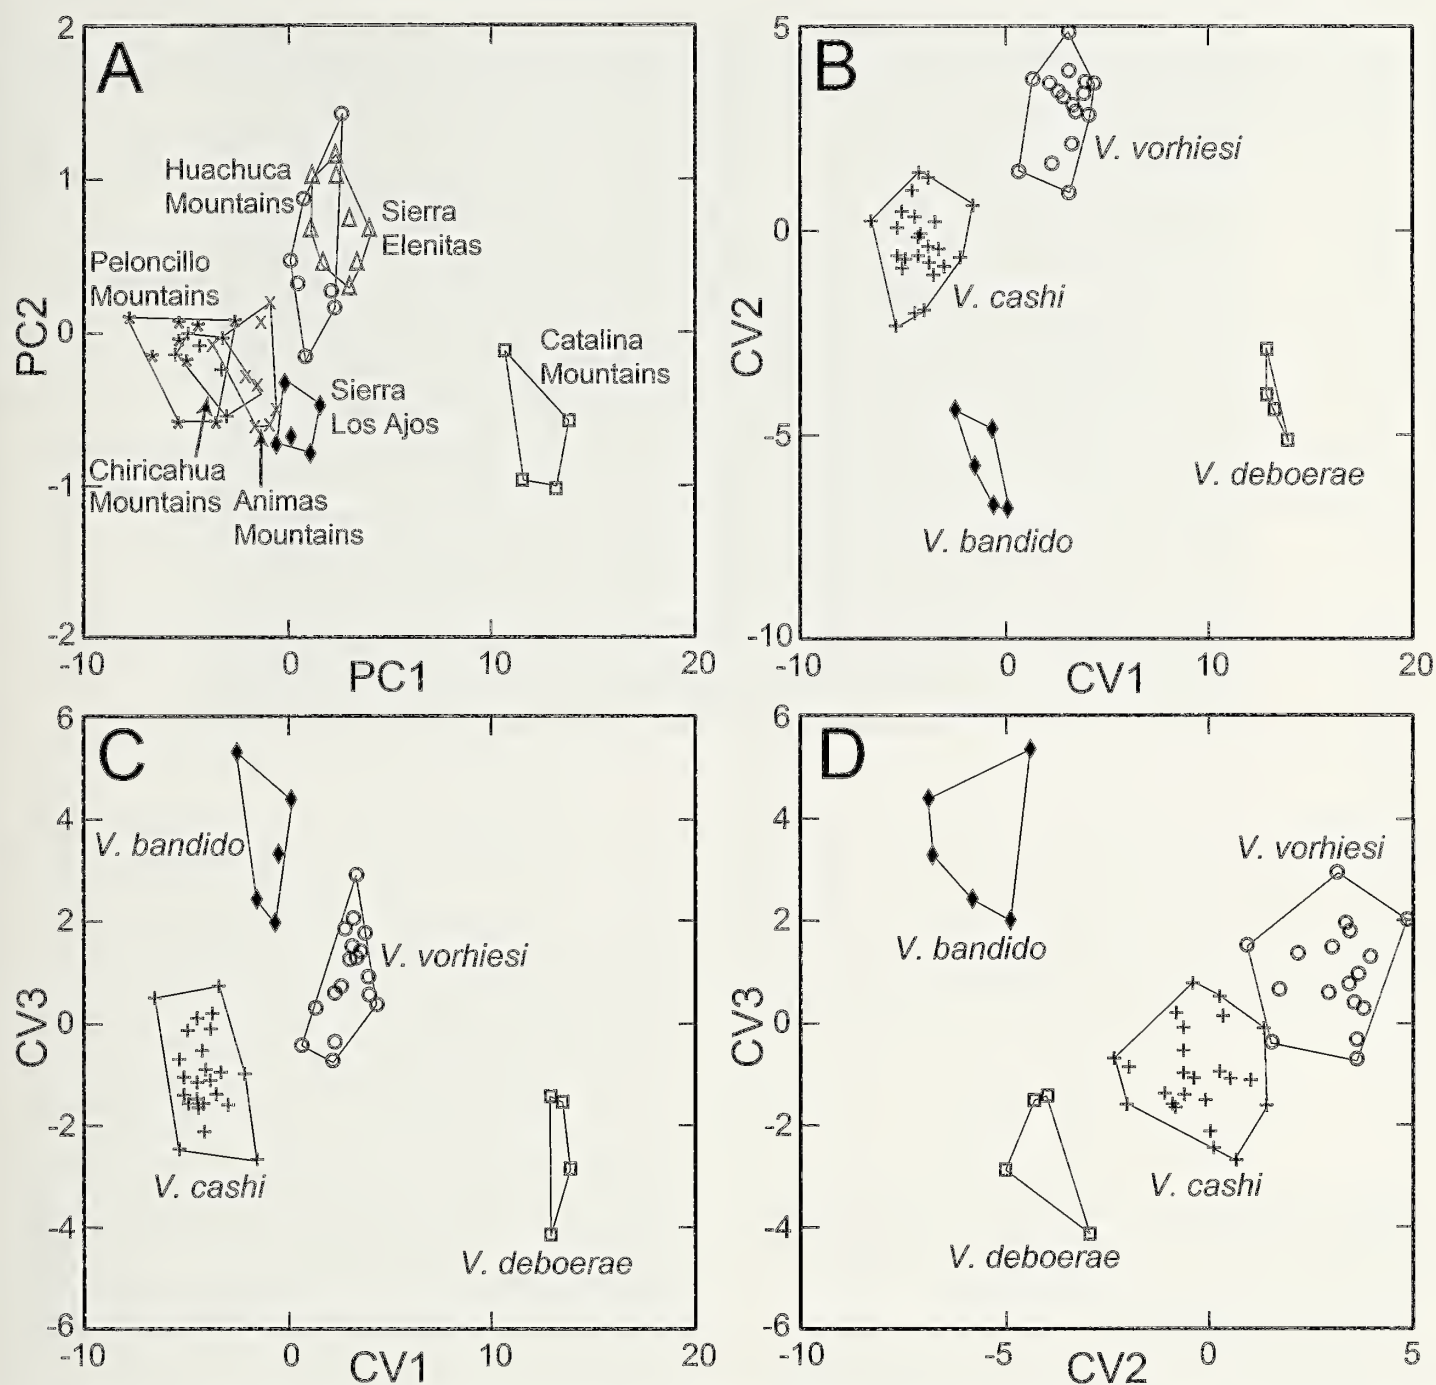 A
2
1
0
-1
-2
PC2
-10
0
10
20
PC1
Huachuca
Mountains
Sierra
Elenitas
Peloncillo
Mountains
Catalina
Mountains
Sierra
Los Ajos
Chiricahua
Mountains
Animas
Mountains
B
5
0
-5
-10
CV2
-10
0
10
20
CV1
V. vorhiesi
V. cashi
V. deboerae
V. bandido
C
6
4
2
0
-2
-4
-6
CV3
-10
0
10
20
CV1
V. bandido
V. vorhiesi
V. cashi
V. deboerae
D
6
4
2
0
-2
-4
-6
CV3
-5
0
5
CV2
V. vorhiesi
V. bandido
V. cashi
V. deboerae